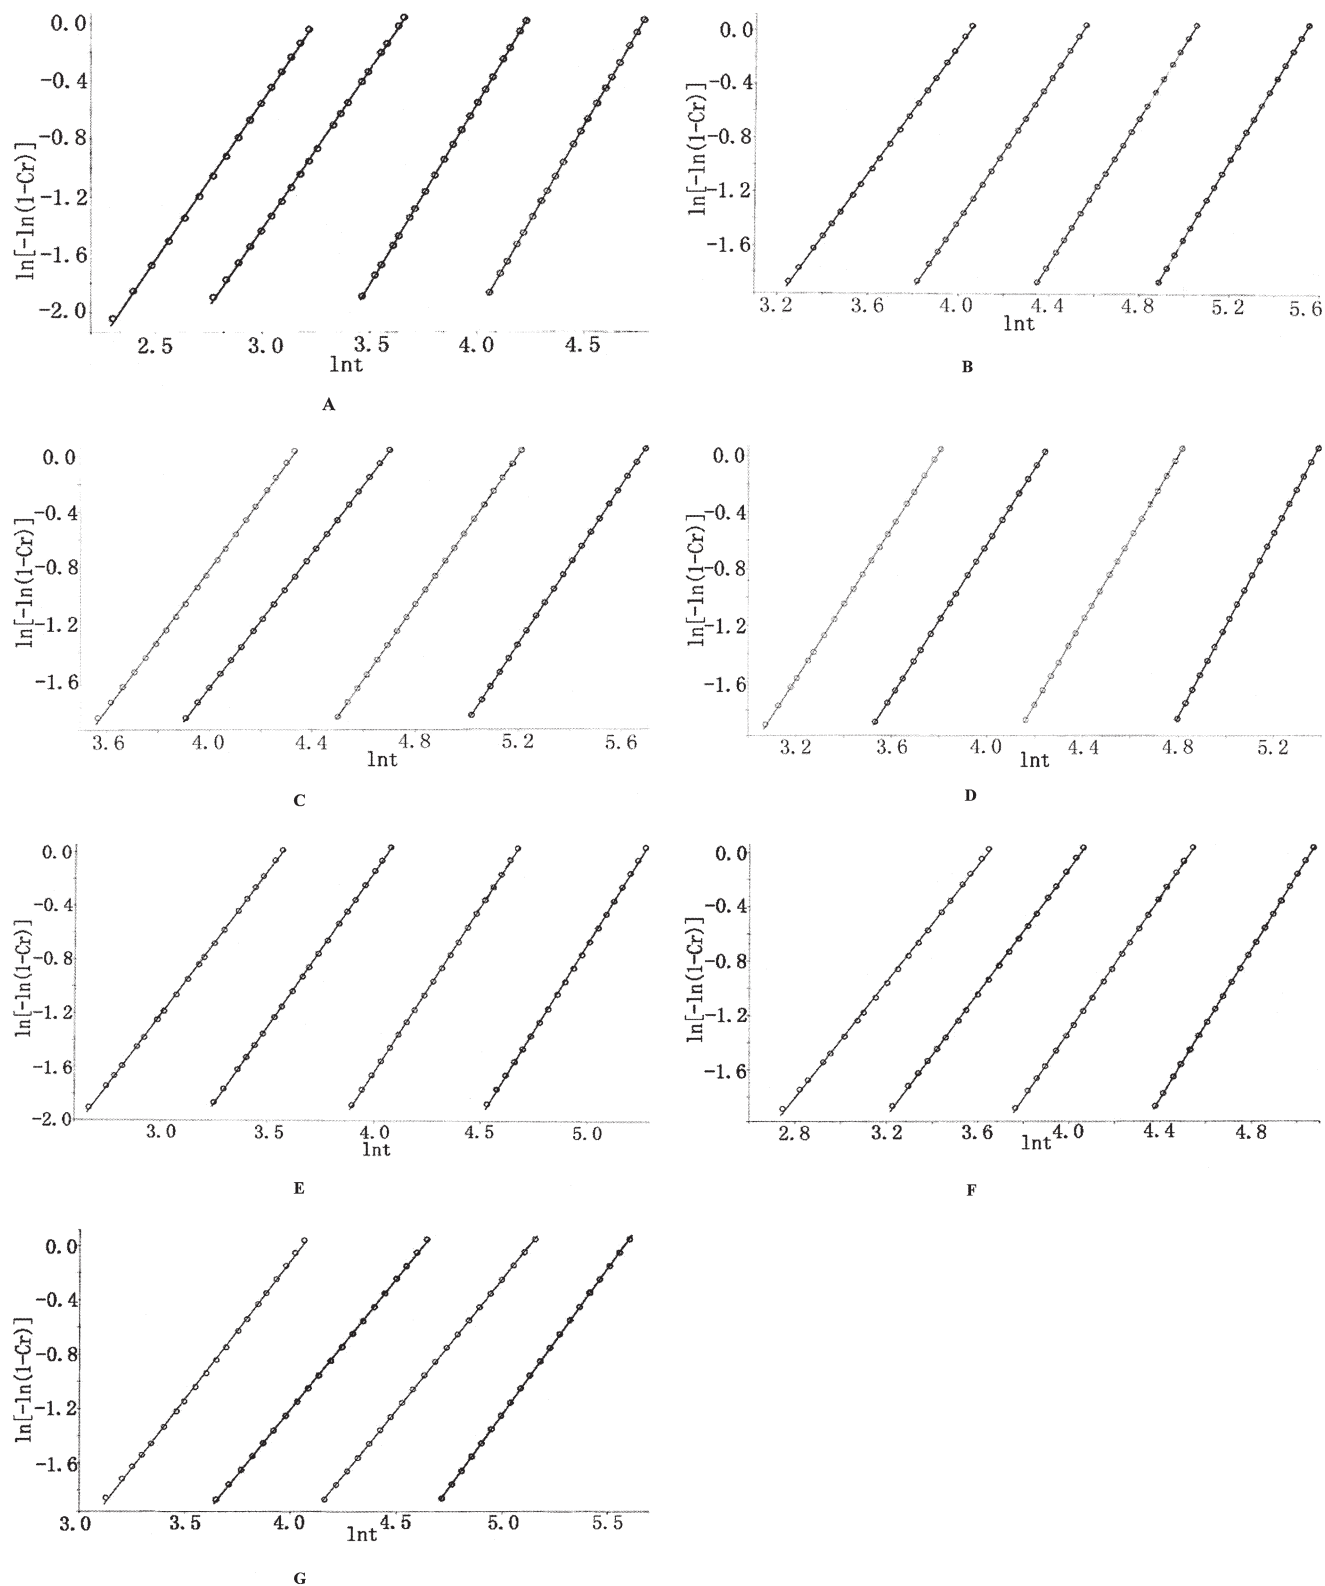 0.0
-0.4
-0.8
-1.2
-1.6
-2.0
ln[-ln(1-Cr)]
2.5 3.0 3.5 4.0 4.5
lnt
A
0.0
-0.4
-0.8
-1.2
-1.6
ln[-ln(1-Cr)]
3.2 3.6 4.0 4.4 4.8 5.2 5.6
lnt
B
0.0
-0.4
-0.8
-1.2
-1.6
ln[-ln(1-Cr)]
3.6 4.0 4.4 4.8 5.2 5.6
lnt
C
0.0
-0.4
-0.8
-1.2
-1.6
ln[-ln(1-Cr)]
3.2 3.6 4.0 4.4 4.8 5.2
lnt
D
0.0
-0.4
-0.8
-1.2
-1.6
-2.0
ln[-ln(1-Cr)]
3.0 3.5 4.0 4.5 5.0
lnt
E
0.0
-0.4
-0.8
-1.2
-1.6
ln[-ln(1-Cr)]
2.8 3.2 3.6 4.0 4.4 4.8
lnt
F
0.0
-0.4
-0.8
-1.2
-1.6
ln[-ln(1-Cr)]
3.0 3.5 4.0 4.5 5.0 5.5
lnt
G